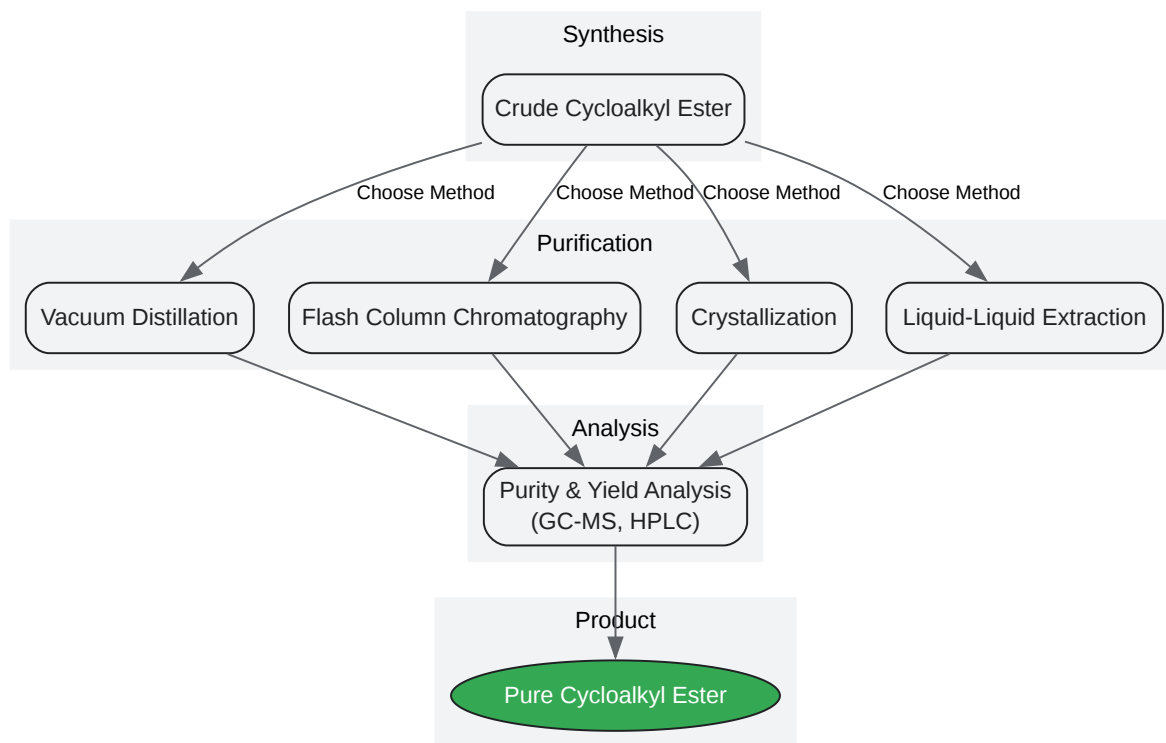 Synthesis
Crude Cycloalkyl Ester
Choose Method
Choose Method
Choose Method
Choose Method
Purification
Vacuum Distillation
Flash Column Chromatography
Crystallization
Liquid-Liquid Extraction
Analysis
Purity & Yield Analysis
(GC-MS, HPLC)
Product
Pure Cycloalkyl Ester